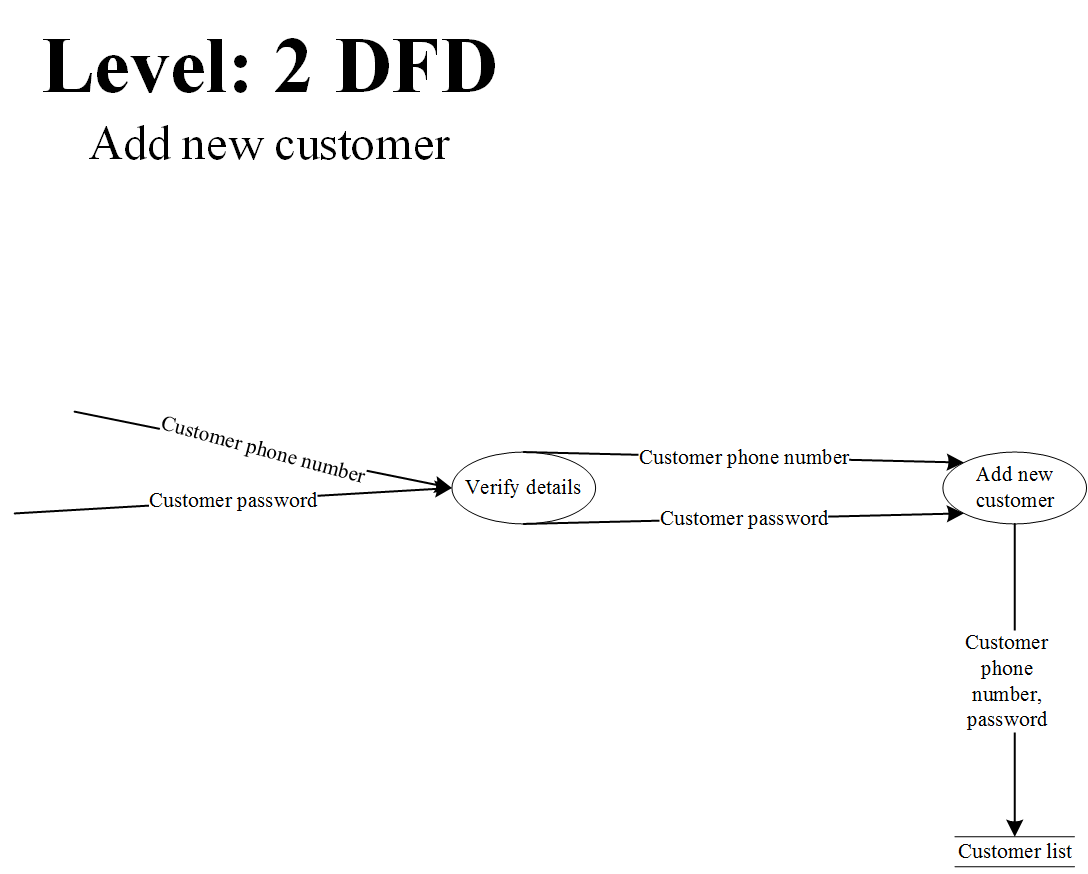 Level: 2 DFD
Add new customer
Customer phone number
Customer password
Verify details
Customer phone number
Customer password
Add new
customer
Customer
phone
number,
password
Customer list